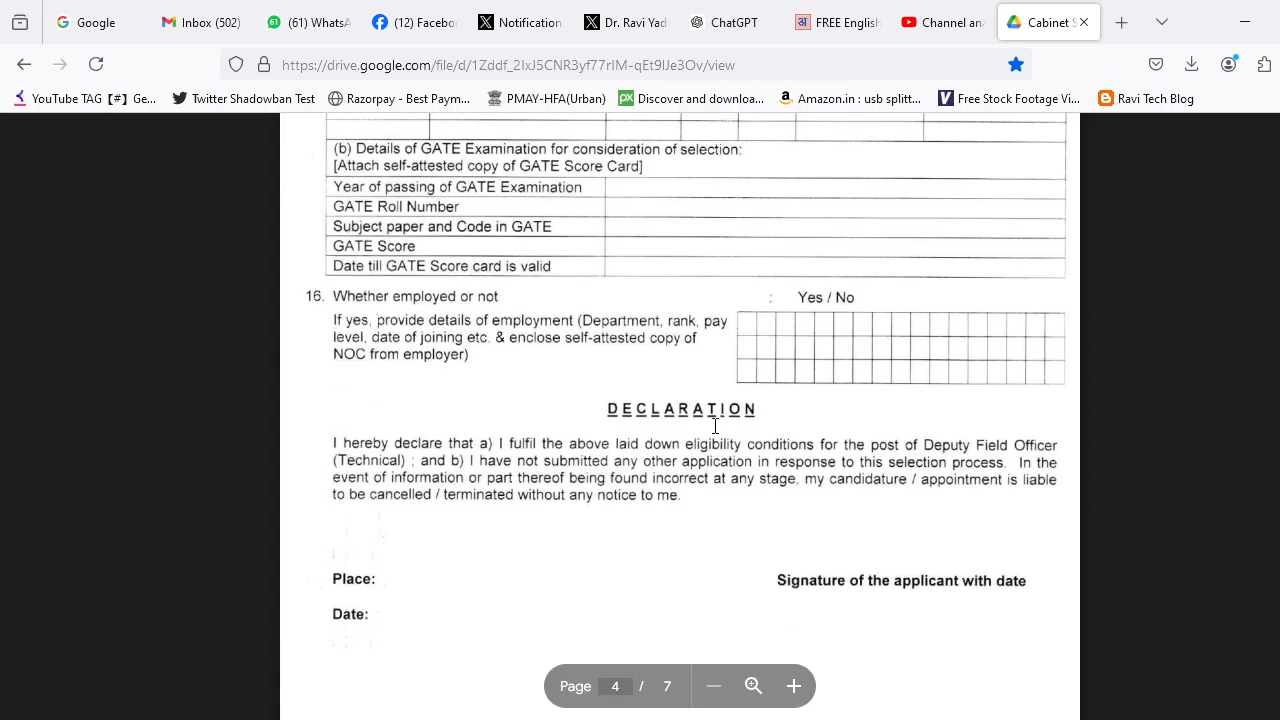 Google
Inbox (502)
(61) WhatsA
(12) Facebo
Notification
Dr. Ravi Yad
ChatGPT
FREE English
Channel an
Cabinet S
https://drive.google.com/file/d/1Zddf_2IxJ5CNR3yf77rIM-qEt9lJe3Ov/view
YouTube TAG [#] Ge...
Twitter Shadowban Test
Razorpay - Best Paym...
PMAY-HFA(Urban)
Discover and downloa...
Amazon.in : usb splitt...
Free Stock Footage Vi...
Ravi Tech Blog
(b) Details of GATE Examination for consideration of selection:
[Attach self-attested copy of GATE Score Card]
Year of passing of GATE Examination
GATE Roll Number
Subject paper and Code in GATE
GATE Score
Date till GATE Score card is valid
16. Whether employed or not : Yes / No
If yes, provide details of employment (Department, rank, pay
level, date of joining etc. & enclose self-attested copy of
NOC from employer)
DECLARATION
I hereby declare that a) I fulfil the above laid down eligibility conditions for the post of Deputy Field Officer
(Technical) ; and b) I have not submitted any other application in response to this selection process. In the
event of information or part thereof being found incorrect at any stage, my candidature / appointment is liable
to be cancelled / terminated without any notice to me.
Place:
Signature of the applicant with date
Date:
Page 4 / 7